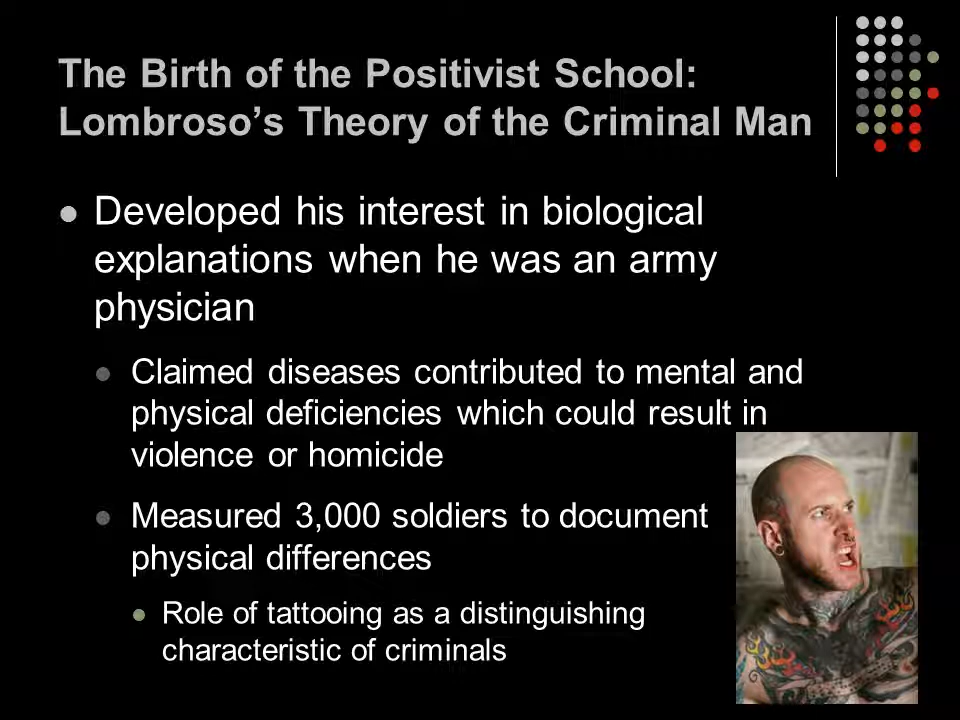 The Birth of the Positivist School:
Lombroso’s Theory of the Criminal Man
Developed his interest in biological
explanations when he was an army
physician
Claimed diseases contributed to mental and
physical deficiencies which could result in
violence or homicide
Measured 3,000 soldiers to document
physical differences
Role of tattooing as a distinguishing
characteristic of criminals